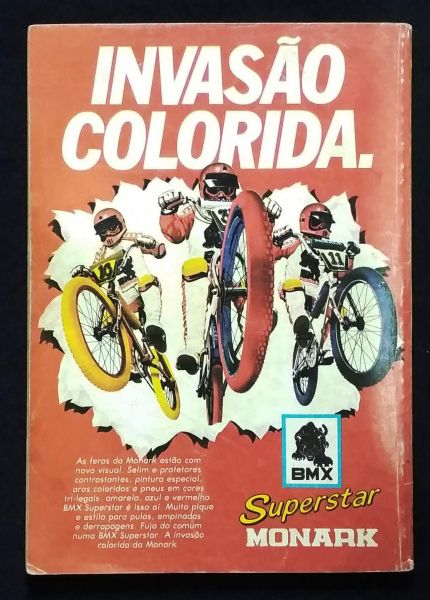 INVASÃO
COLORIDA.
As feras da Monark estão com
novo visual. Selim e protetores
contrastantes, pintura especial,
aros coloridos e pneus em cores
tri-legais: amarelo, azul e vermelho.
BMX Superstar é isso aí. Muito pique
e estilo para pulos, empinadas
e derrapagens. Fuja do comum
numa BMX Superstar. A invasão
colorida da Monark.
BMX
Superstar
MONARK